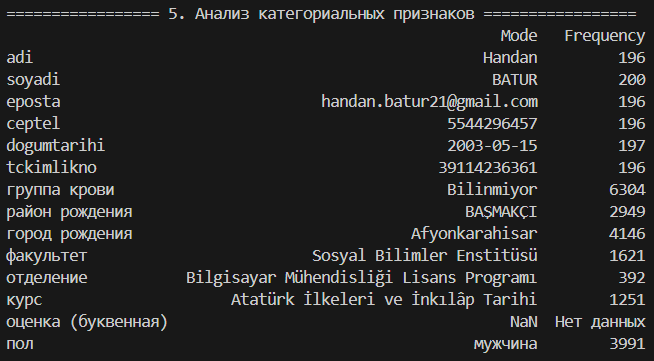 ================= 5. Анализ категориальных признаков =================
Mode Frequency
adi Handan 196
soyadi BATUR 200
eposta handan.batur21@gmail.com 196
ceptel 5544296457 196
dogumtarihi 2003-05-15 197
tckimlikno 39114236361 196
группа крови Bilinmiyor 6304
район рождения BAŞMAKÇI 2949
город рождения Afyonkarahisar 4146
факультет Sosyal Bilimler Enstitüsü 1621
отделение Bilgisayar Mühendisliği Lisans Programı 392
курс Atatürk İlkeleri ve İnkılâp Tarihi 1251
оценка (буквенная) NaN Нет данных
пол мужчина 3991